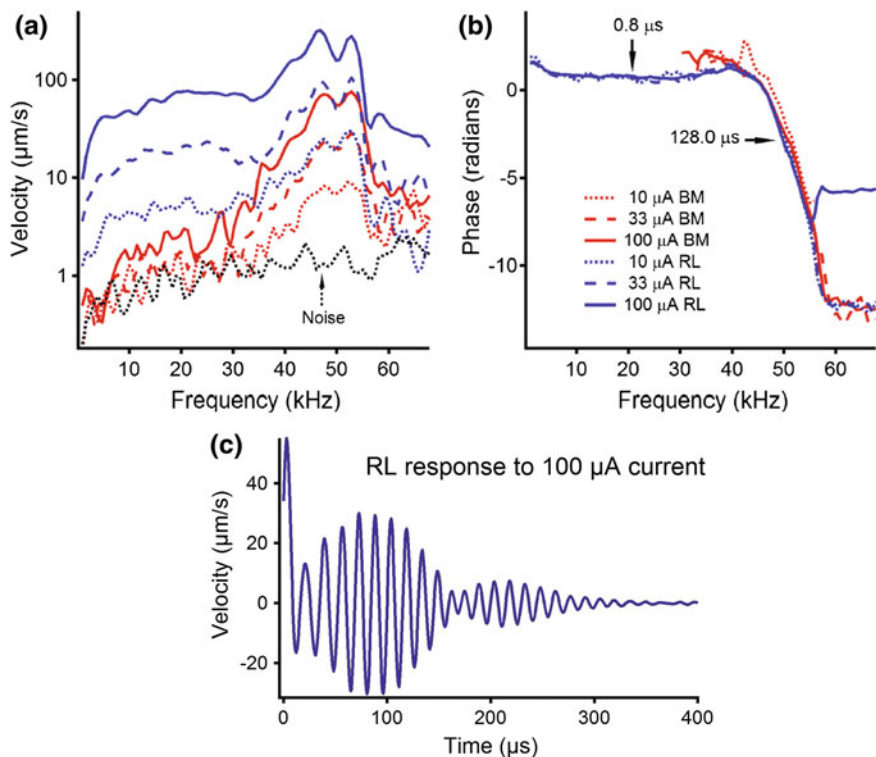 (a)
Velocity (μm/s)
100
10
1
Noise
10 20 30 40 50 60
Frequency (kHz)
(b)
Phase (radians)
0
-5
-10
0.8 μs
128.0 μs
10 μA BM
33 μA BM
100 μA BM
10 μA RL
33 μA RL
100 μA RL
10 20 30 40 50 60
Frequency (kHz)
(c)
RL response to 100 μA current
Velocity (μm/s)
40
20
0
-20
0 100 200 300 400
Time (μs)